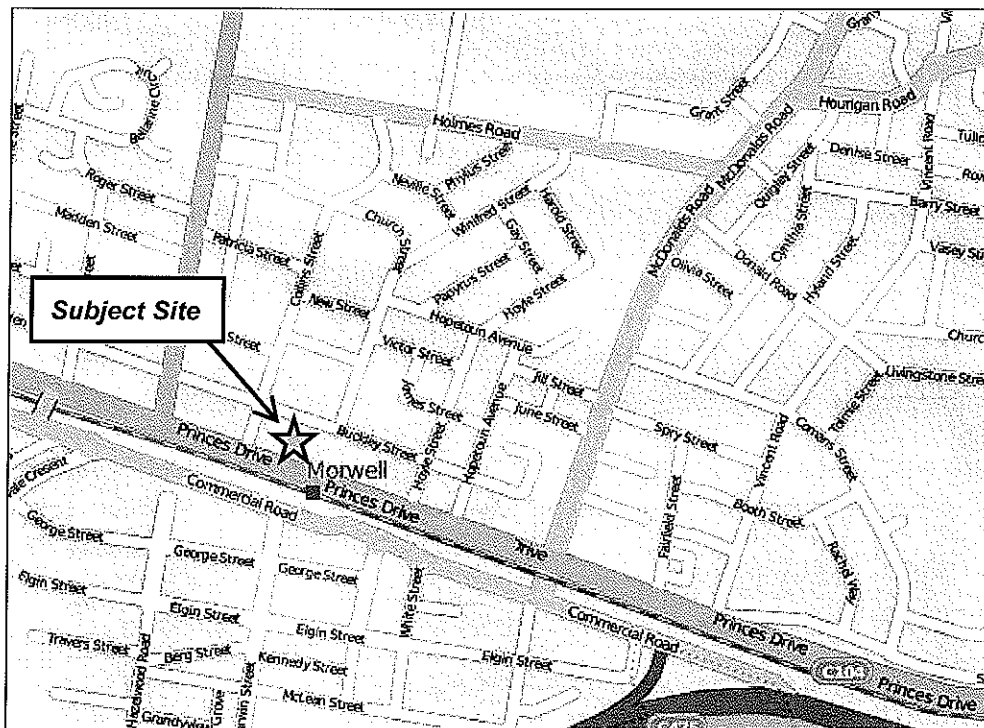 Grant Street
Hourigan Road
Holmes Road
McDonalds Road
Denise Street
Vincent Road
Quigley Street
Phyllis Street
Neville Street
Winifred Street
Harold Street
Roger Street
Madden Street
Church Street
Gay Street
Barry Street
Cynthia Street
Patricia Street
Collins Street
McDonalds Road
Donald Road
Hyland Street
Olivia Street
Papyrus Street
Hoyle Street
New Street
Hopetoun Avenue
Subject Site
Street
Victor Street
Jill Street
Livingstone Street
Tolmie Street
June Street
Hopetoun Avenue
Hoyle Street
Buckley Street
Spry Street
Vincent Road
Comans Street
Princes Drive
Morwell
Princes Drive
Commercial Road
Fairfield Street
Booth Street
George Street
George Street
George Street
Elgin Street
Elgin Street
Elgin Street
Elgin Street
White Street
Commercial Road
Princes Drive
Princes Drive
Travers Street
Berg Street
Kennedy Street
McLean Street
Hazelwood Road
Grove